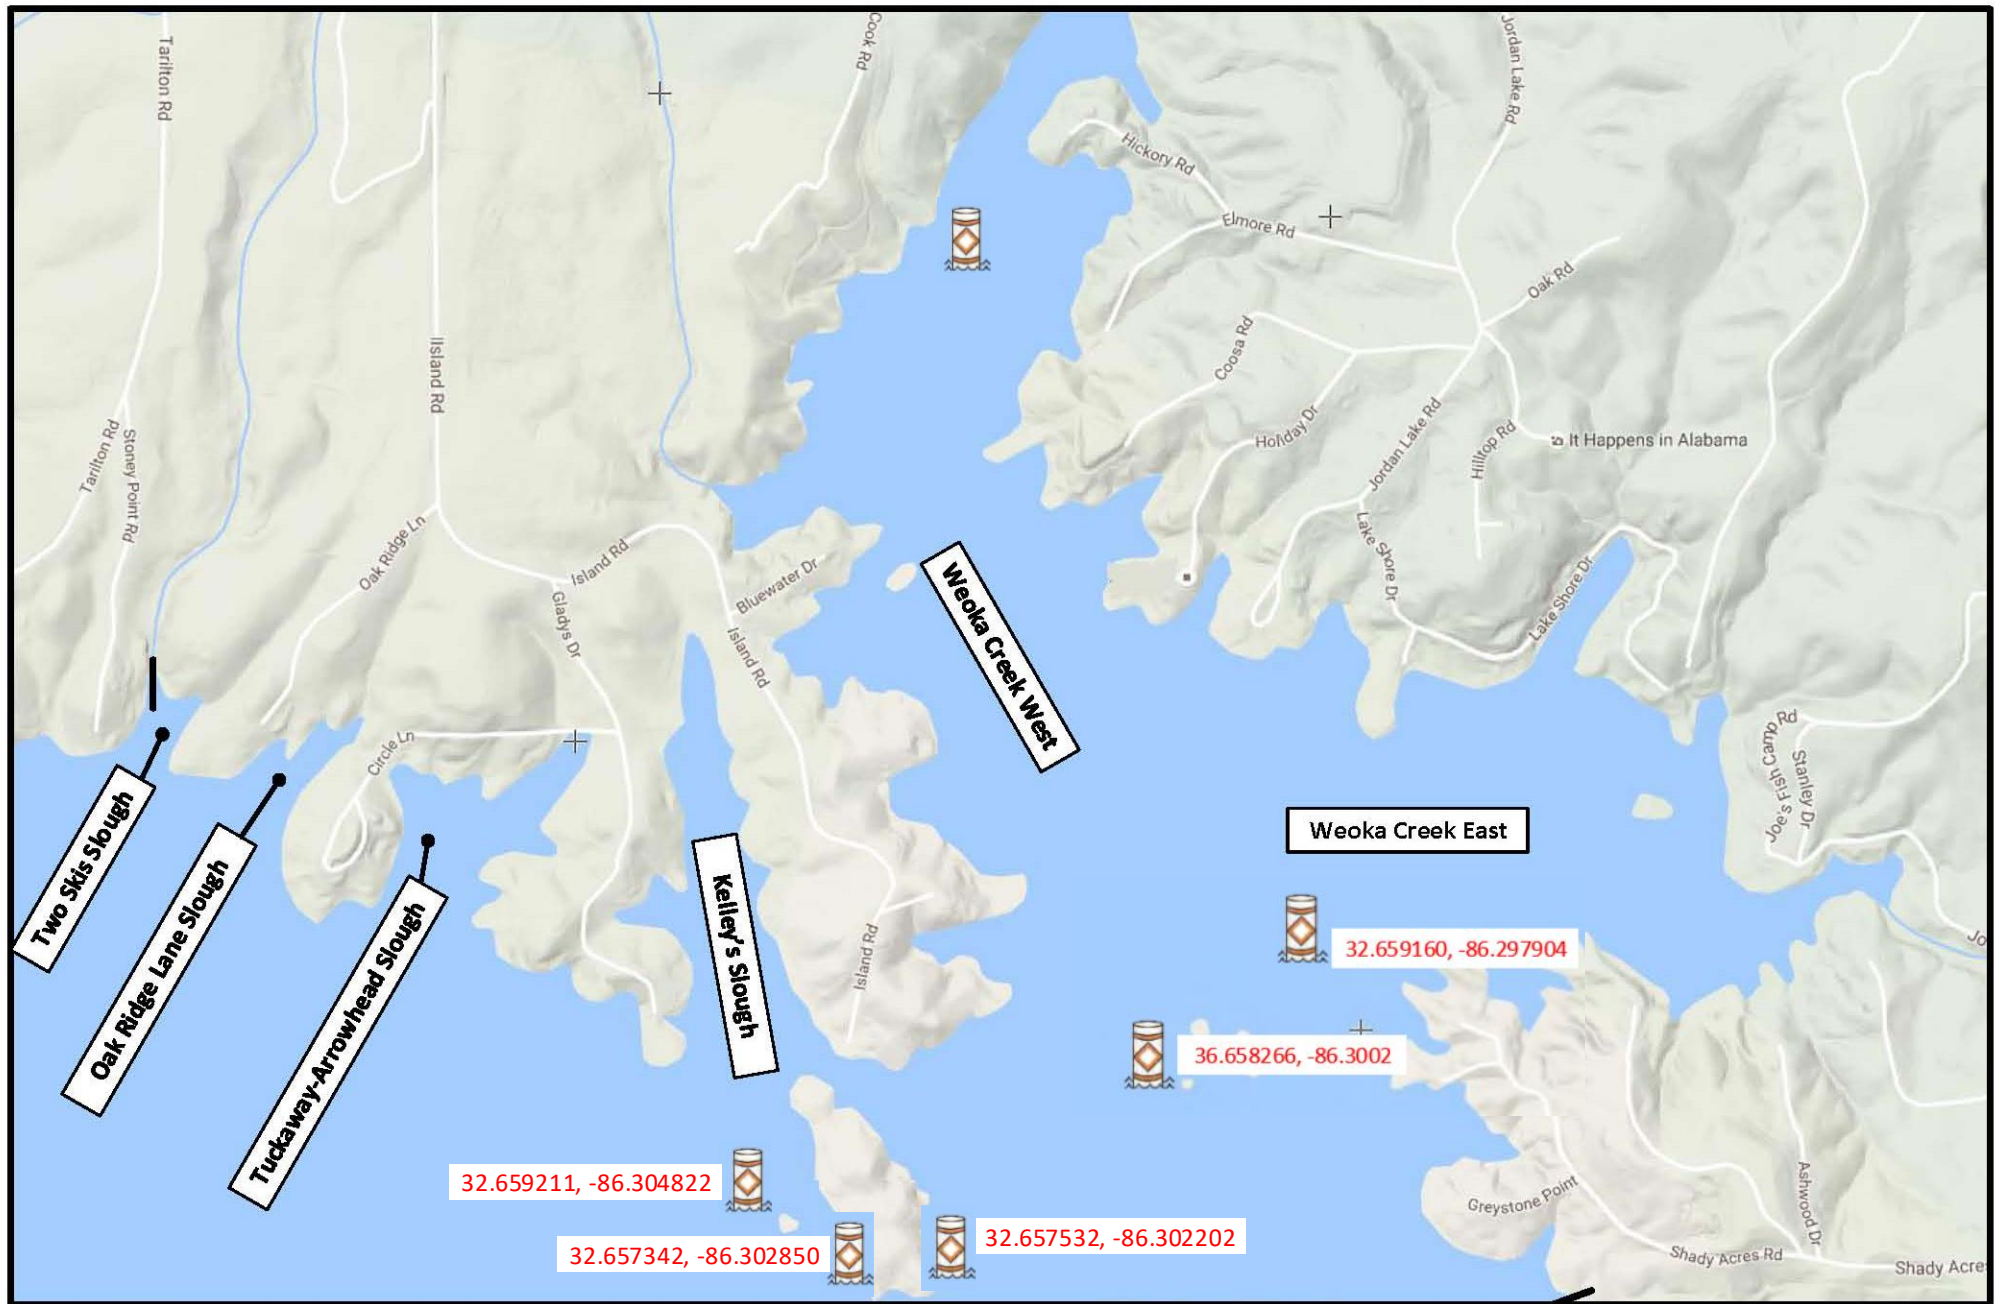 Tarilton Rd
Cook Rd
Jordan Lake Rd
Hickory Rd
Elmore Rd
Oak Rd
Island Rd
Coosa Rd
Tarilton Rd
Stoney Point Rd
Holiday Dr
Jordan Lake Rd
Hilltop Rd
It Happens in Alabama
Oak Ridge Ln
Island Rd
Gladys Dr
Bluewater Dr
Island Rd
Lake Shore Dr
Lake Shore Dr
Weoka Creek West
Circle Ln
Joe's Fish Camp Rd
Stanley Dr
Two Skis Slough
Oak Ridge Lane Slough
Tuckaway-Arrowhead Slough
Kelley's Slough
Weoka Creek East
Island Rd
32.659160, -86.297904
Jo
36.658266, -86.3002
32.659211, -86.304822
Greystone Point
Ashwood Dr
32.657342, -86.302850
32.657532, -86.302202
Shady Acres Rd
Shady Acre